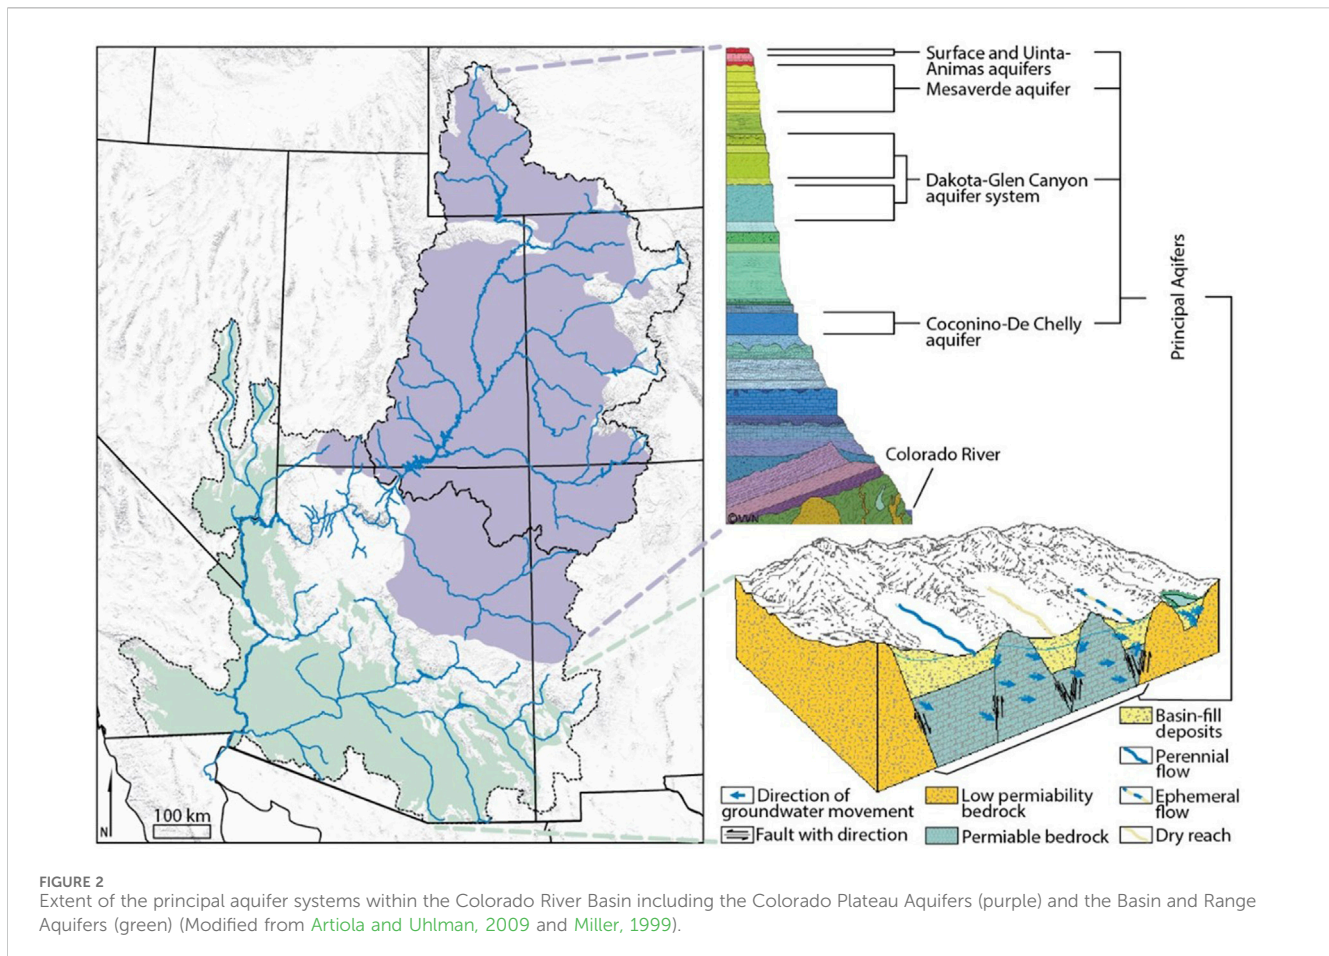 Surface and Uinta-
Animas aquifers
Mesaverde aquifer
Dakota-Glen Canyon
aquifer system
Coconino-De Chelly
aquifer
Principal Aqifers
Colorado River
©WN
100 km
N
Direction of
groundwater movement
Fault with direction
Low permiability
bedrock
Permiable bedrock
Basin-fill
deposits
Perennial
flow
Ephemeral
flow
Dry reach
FIGURE 2
Extent of the principal aquifer systems within the Colorado River Basin including the Colorado Plateau Aquifers (purple) and the Basin and Range
Aquifers (green) (Modified from Artiola and Uhlman, 2009 and Miller, 1999).